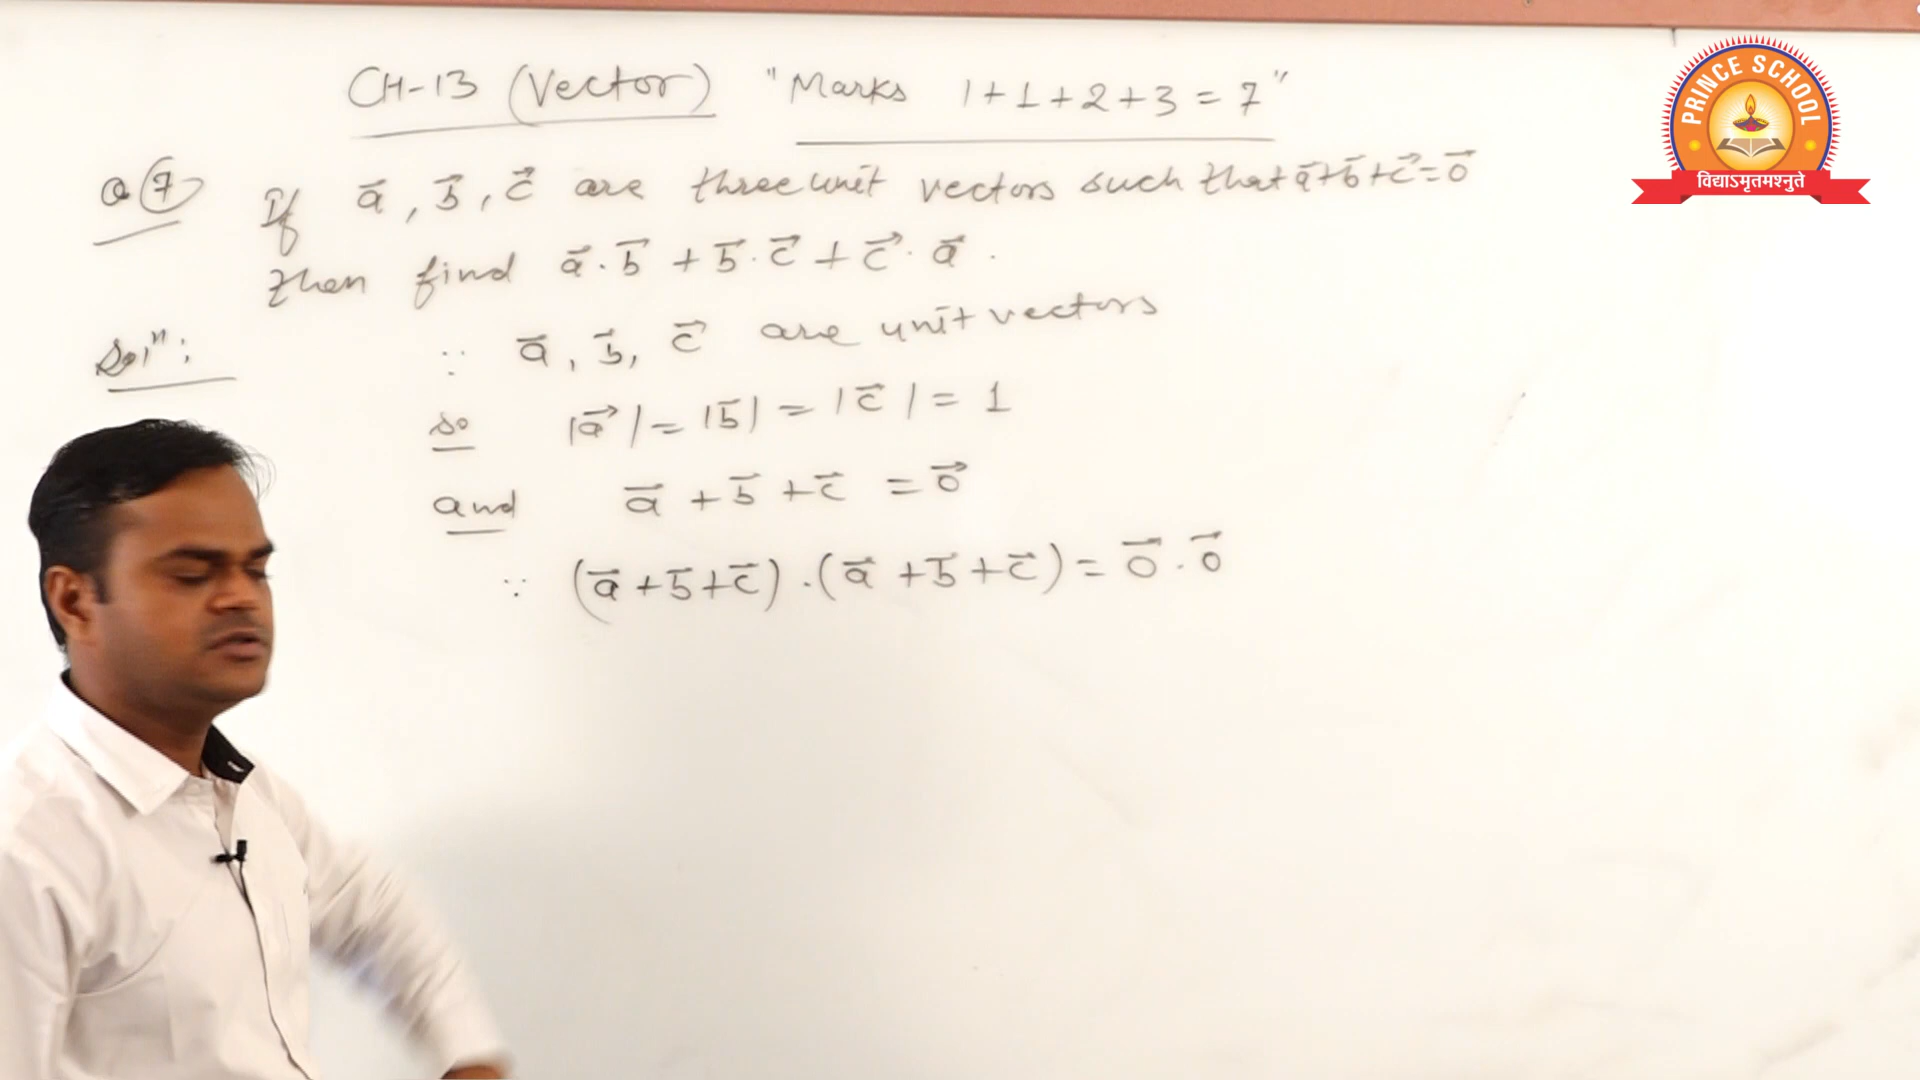 CH-13 (Vector) "Marks 1+1+2+3=7"
Q 7 If a⃗, b⃗, c⃗ are three unit vectors such that a⃗+b⃗+c⃗=0⃗
then find a⃗.b⃗ + b⃗.c⃗ + c⃗.a⃗.
Solⁿ: ∵ a⃗, b⃗, c⃗ are unit vectors
so |a⃗| = |b⃗| = |c⃗| = 1
and a⃗ + b⃗ + c⃗ = 0⃗
∵ (a⃗+b⃗+c⃗).(a⃗+b⃗+c⃗) = 0⃗.0⃗
PRINCE SCHOOL
विद्याऽमृतमश्नुते